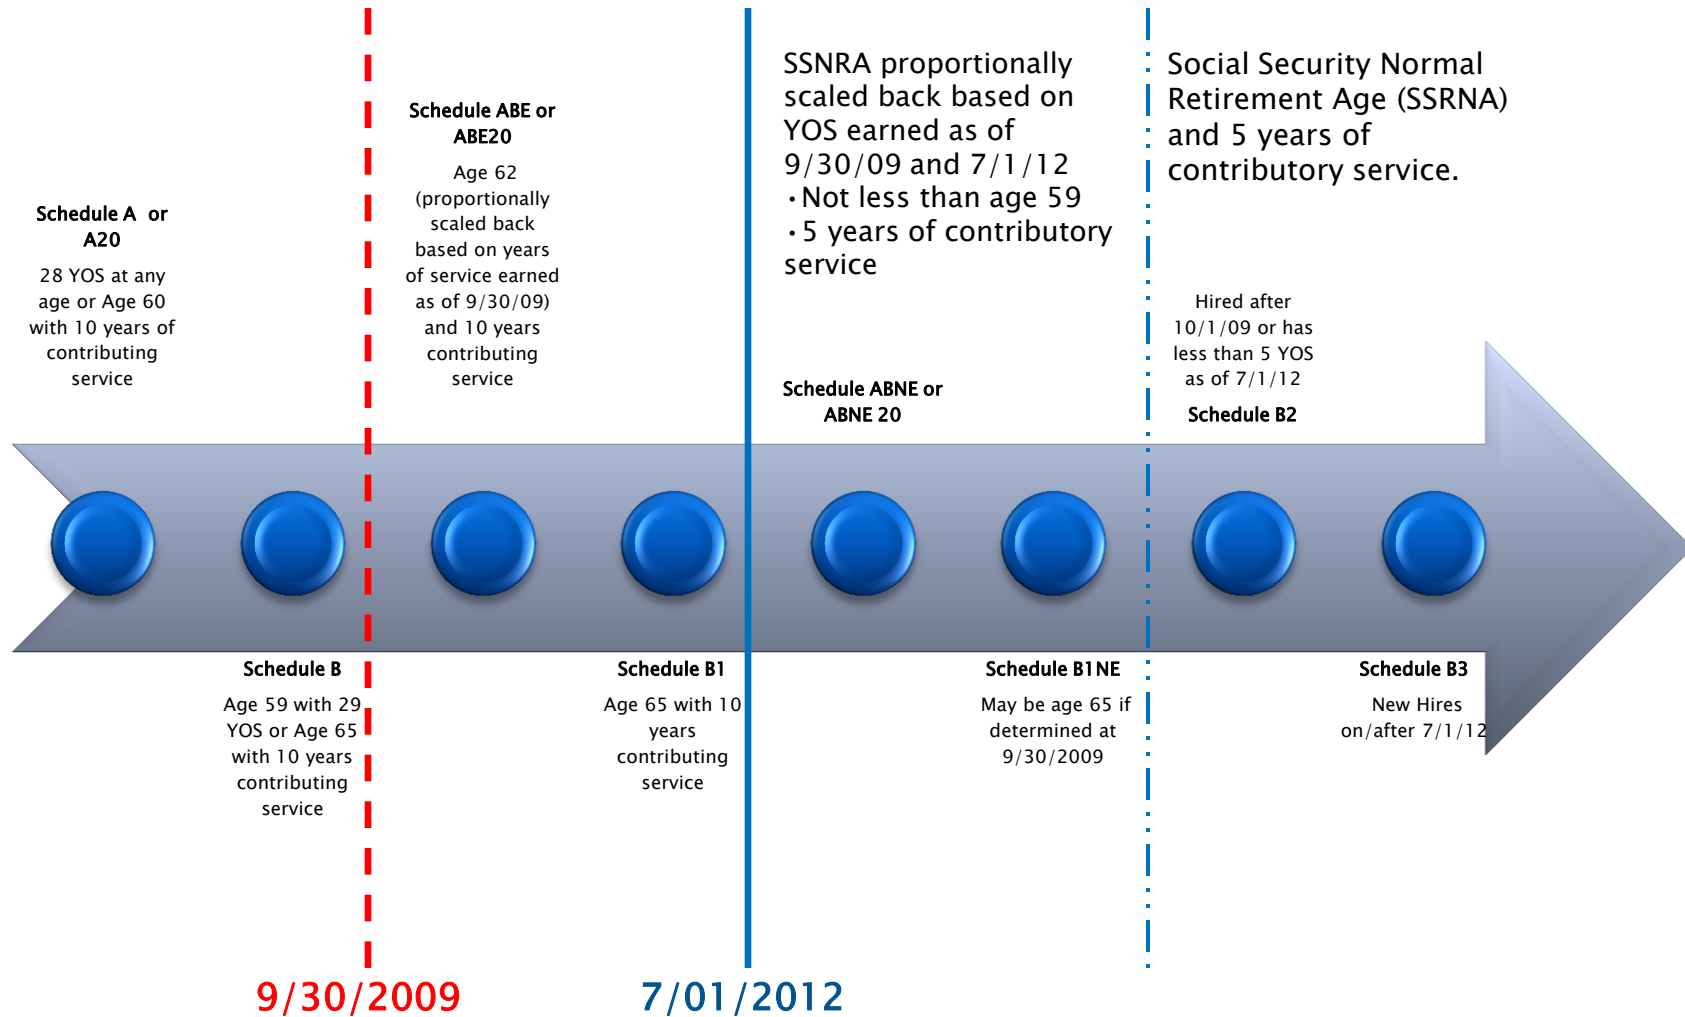 Schedule A or
A20
28 YOS at any
age or Age 60
with 10 years of
contributing
service
Schedule B
Age 59 with 29
YOS or Age 65
with 10 years
contributing
service
Schedule ABE or
ABE20
Age 62
(proportionally
scaled back
based on years
of service earned
as of 9/30/09)
and 10 years
contributing
service
Schedule B1
Age 65 with 10
years
contributing
service
SSNRA proportionally
scaled back based on
YOS earned as of
9/30/09 and 7/1/12
•Not less than age 59
•5 years of contributory
service
Schedule ABNE or
ABNE 20
Schedule B1NE
May be age 65 if
determined at
9/30/2009
Social Security Normal
Retirement Age (SSRNA)
and 5 years of
contributory service.
Hired after
10/1/09 or has
less than 5 YOS
as of 7/1/12
Schedule B2
Schedule B3
New Hires
on/after 7/1/12
9/30/2009
7/01/2012